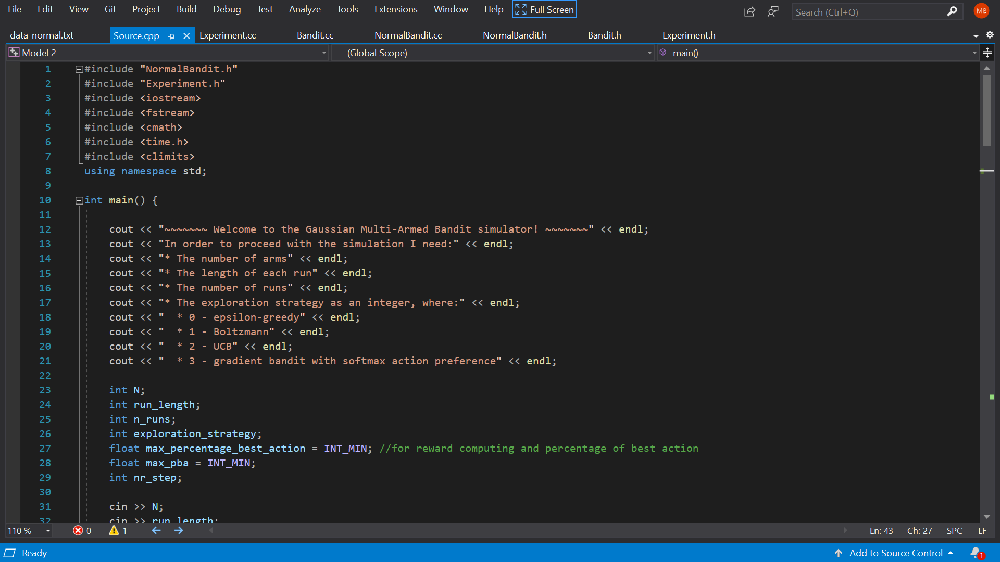 File Edit View Git Project Build Debug Test Analyze Tools Extensions Window Help Full Screen Search (Ctrl+Q) MB
data_normal.txt Source.cpp Experiment.cc Bandit.cc NormalBandit.cc NormalBandit.h Bandit.h Experiment.h
Model 2 (Global Scope) main()
1 #include "NormalBandit.h"
2 #include "Experiment.h"
3 #include <iostream>
4 #include <fstream>
5 #include <cmath>
6 #include <time.h>
7 #include <climits>
8 using namespace std;
9
10 int main() {
11
12 cout << "~~~~~~~ Welcome to the Gaussian Multi-Armed Bandit simulator! ~~~~~~~" << endl;
13 cout << "In order to proceed with the simulation I need:" << endl;
14 cout << "* The number of arms" << endl;
15 cout << "* The length of each run" << endl;
16 cout << "* The number of runs" << endl;
17 cout << "* The exploration strategy as an integer, where:" << endl;
18 cout << "  * 0 - epsilon-greedy" << endl;
19 cout << "  * 1 - Boltzmann" << endl;
20 cout << "  * 2 - UCB" << endl;
21 cout << "  * 3 - gradient bandit with softmax action preference" << endl;
22
23 int N;
24 int run_length;
25 int n_runs;
26 int exploration_strategy;
27 float max_percentage_best_action = INT_MIN; //for reward computing and percentage of best action
28 float max_pba = INT_MIN;
29 int nr_step;
30
31 cin >> N;
32 cin >> run_length;
110 % 0 1 Ln: 43 Ch: 27 SPC LF
Ready Add to Source Control 1